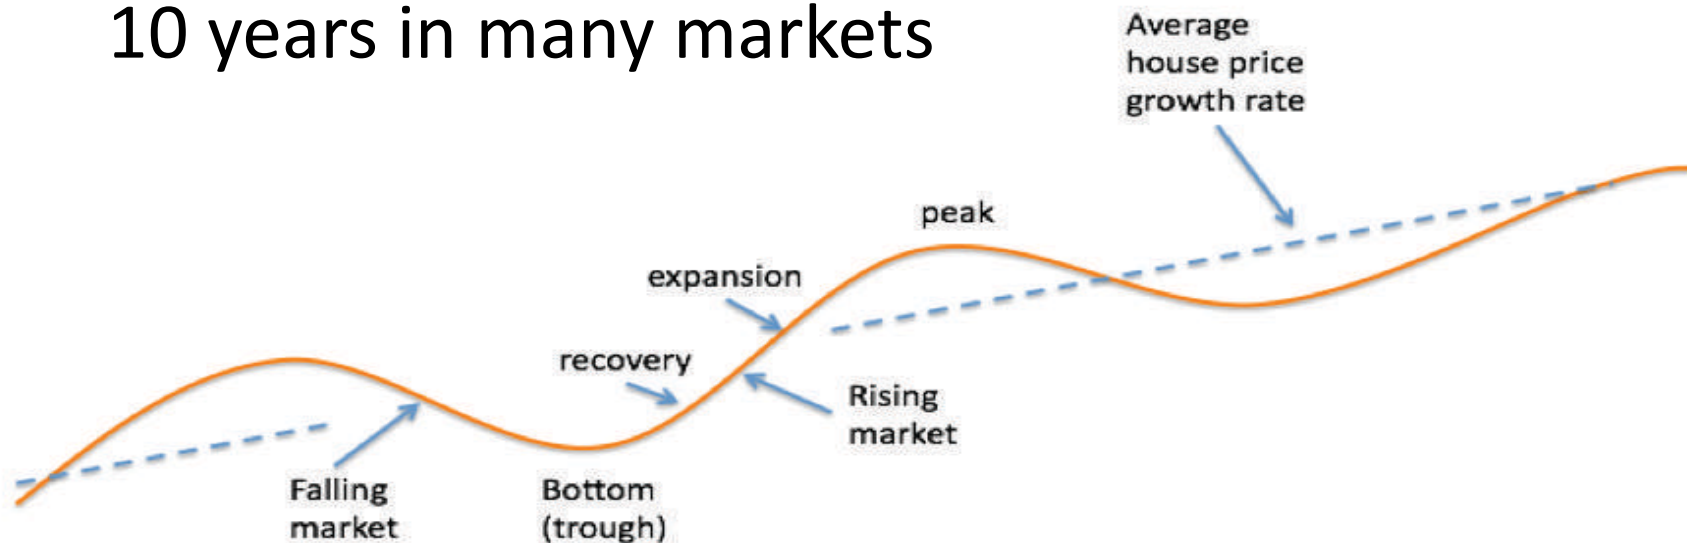 10 years in many markets
Average
house price
growth rate
peak
expansion
recovery
Rising
market
Falling
market
Bottom
(trough)